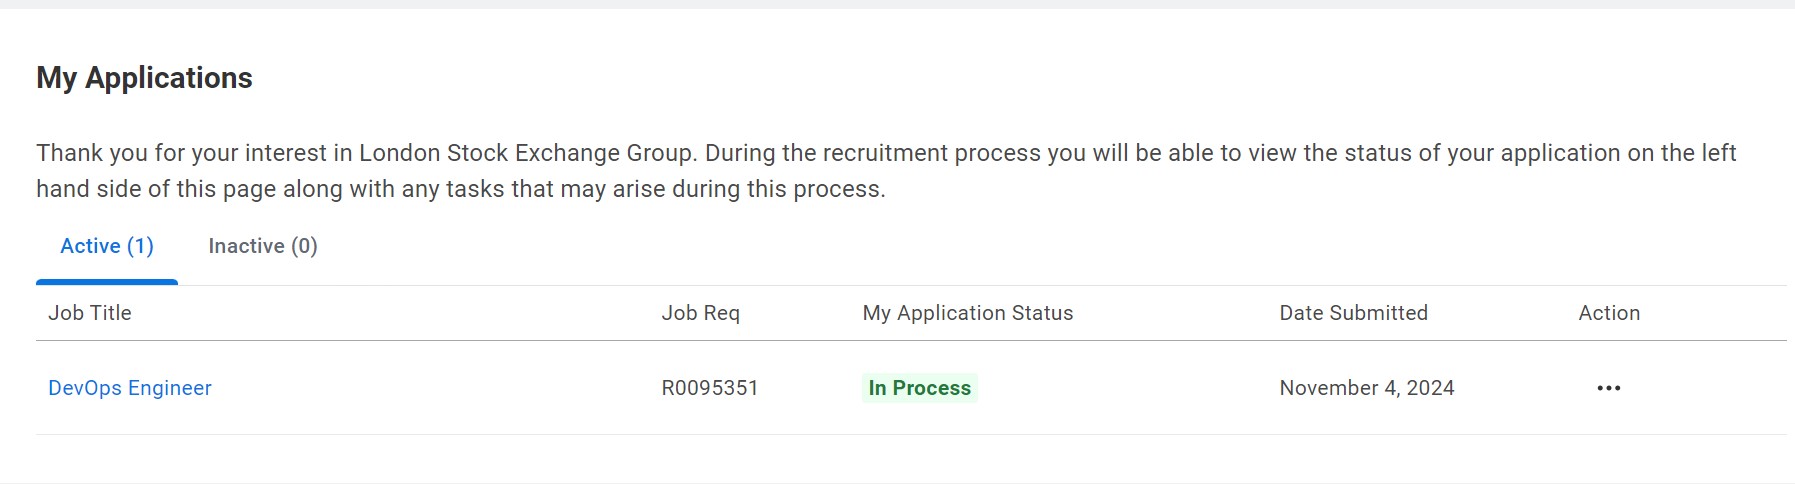 My Applications
Thank you for your interest in London Stock Exchange Group. During the recruitment process you will be able to view the status of your application on the left
hand side of this page along with any tasks that may arise during this process.
Active (1) Inactive (0)
Job Title Job Req My Application Status Date Submitted Action
DevOps Engineer R0095351 In Process November 4, 2024 •••